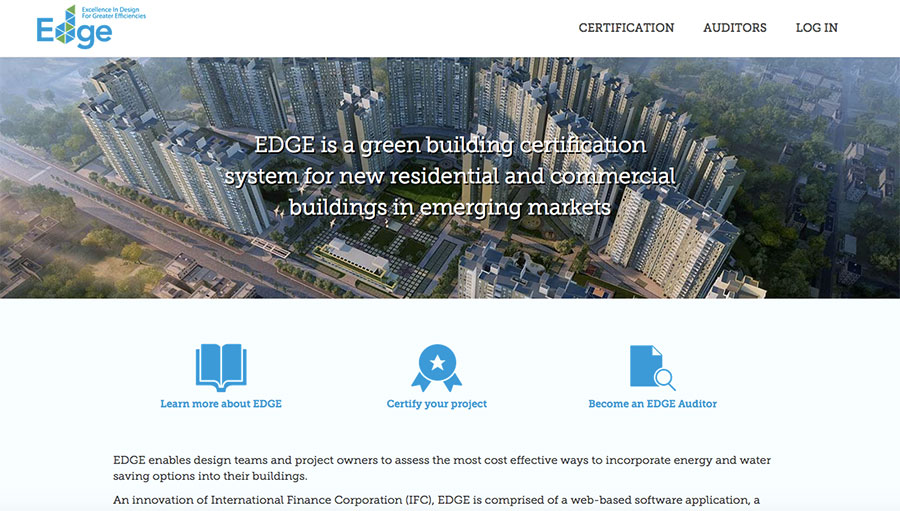 Edge
Excellence In Design
For Greater Efficiencies
CERTIFICATION AUDITORS LOG IN
EDGE is a green building certification
system for new residential and commercial
buildings in emerging markets
Learn more about EDGE
Certify your project
Become an EDGE Auditor
EDGE enables design teams and project owners to assess the most cost effective ways to incorporate energy and water
saving options into their buildings.
An innovation of International Finance Corporation (IFC), EDGE is comprised of a web-based software application, a